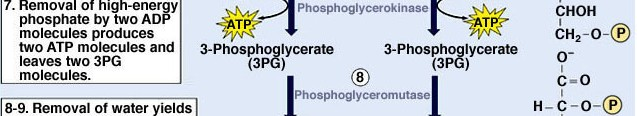 7. Removal of high-energy
phosphate by two ADP
molecules produces
two ATP molecules and
leaves two 3PG
molecules.
8-9. Removal of water yields
ATP
Phosphoglycerokinase
ATP
3-Phosphoglycerate
(3PG)
3-Phosphoglycerate
(3PG)
8
Phosphoglyceromutase
CHOH
CH₂–O–P
O⁻
C=O
H–C–O–P